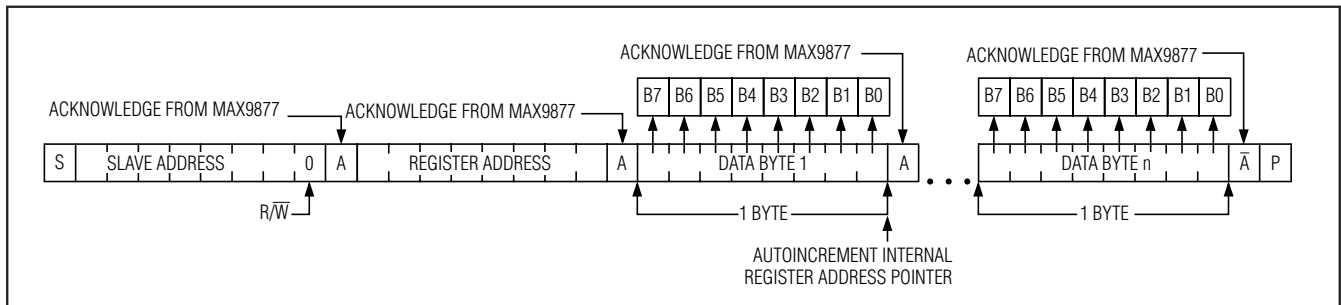 ACKNOWLEDGE FROM MAX9877
ACKNOWLEDGE FROM MAX9877
B7 B6 B5 B4 B3 B2 B1 B0
B7 B6 B5 B4 B3 B2 B1 B0
ACKNOWLEDGE FROM MAX9877
ACKNOWLEDGE FROM MAX9877
S SLAVE ADDRESS 0 A REGISTER ADDRESS A DATA BYTE 1 A ... DATA BYTE n A̅ P
R/W̅
1 BYTE
1 BYTE
AUTOINCREMENT INTERNAL
REGISTER ADDRESS POINTER